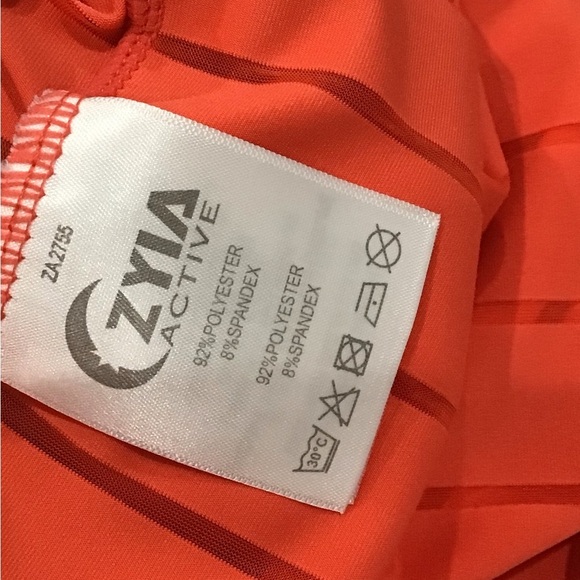 ZA2755
ZYIA
ACTIVE
92%POLYESTER
8%SPANDEX
92%POLYESTER
8%SPANDEX
30°C